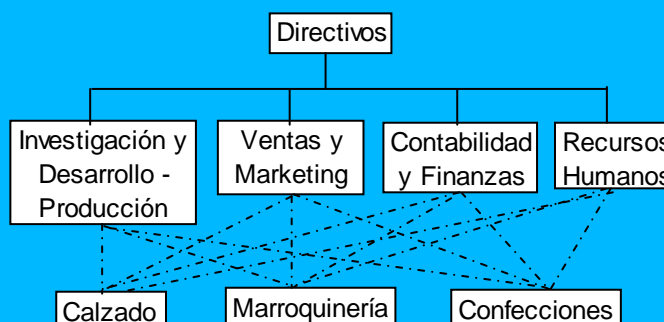 Directivos
Investigación y
Desarrollo -
Producción
Ventas y
Marketing
Contabilidad
y Finanzas
Recursos
Humanos
Calzado
Marroquinería
Confecciones